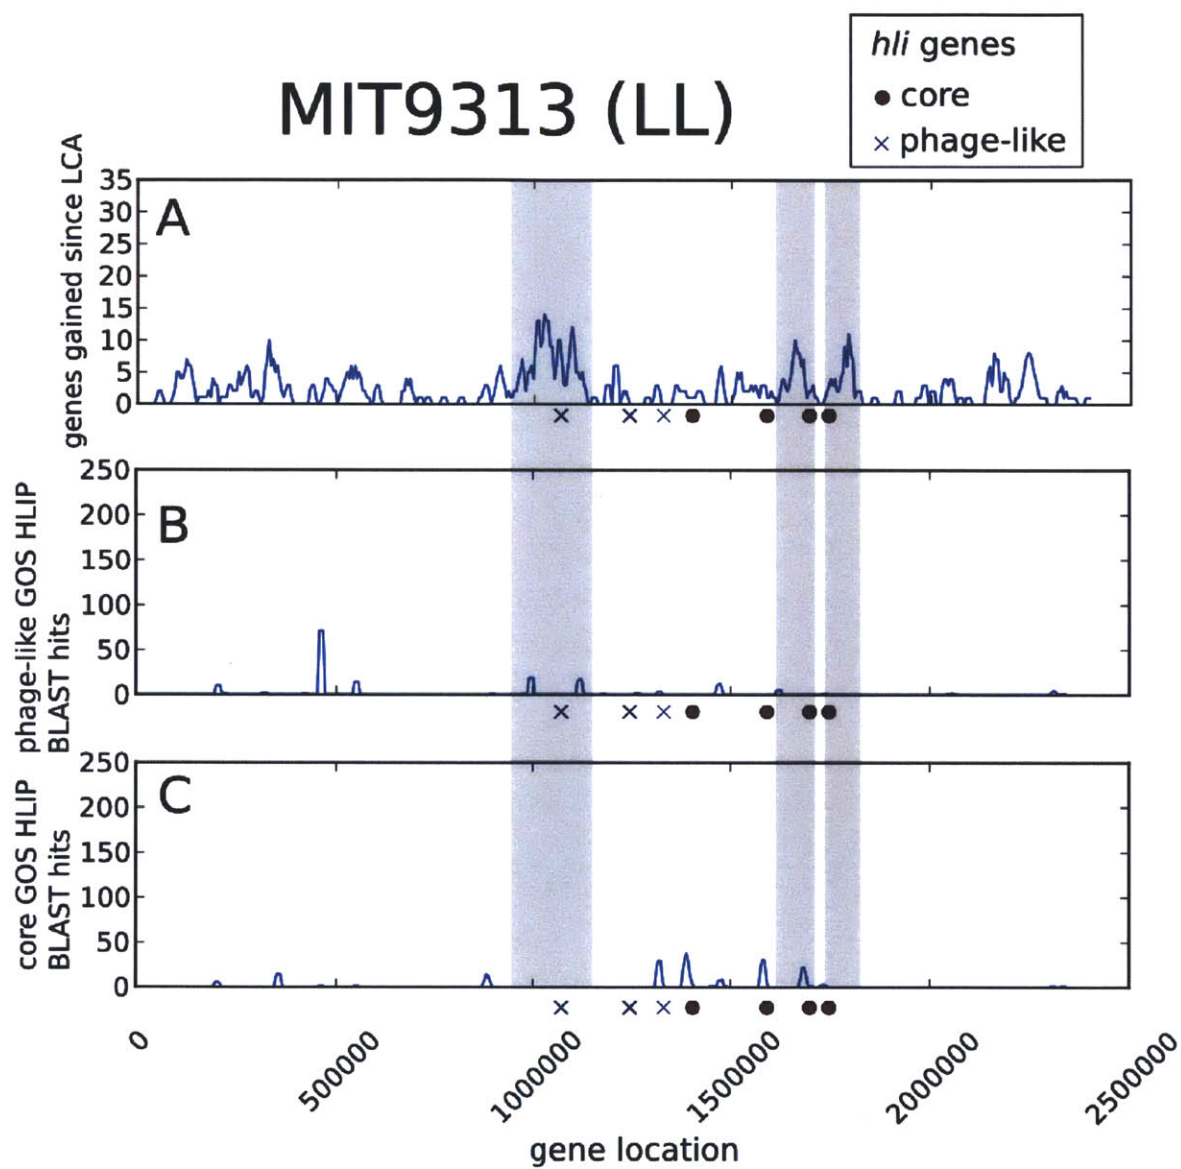 hli genes
● core
× phage-like
MIT9313 (LL)
A
genes gained since LCA
35
30
25
20
15
10
5
0
B
phage-like GOS HLIP
BLAST hits
250
200
150
100
50
0
C
core GOS HLIP
BLAST hits
250
200
150
100
50
0
0
500000
1000000
1500000
2000000
2500000
gene location